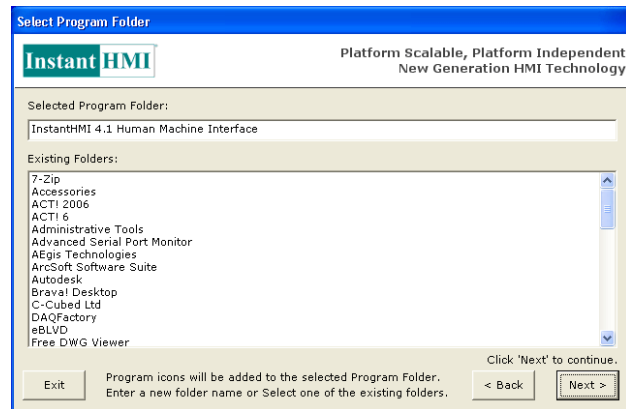 Select Program Folder
Instant HMI
Platform Scalable, Platform Independent
New Generation HMI Technology
Selected Program Folder:
InstantHMI 4.1 Human Machine Interface
Existing Folders:
7-Zip
Accessories
ACT! 2006
ACT! 6
Administrative Tools
Advanced Serial Port Monitor
AEgis Technologies
ArcSoft Software Suite
Autodesk
Brava! Desktop
C-Cubed Ltd
DAQFactory
eBLVD
Free DWG Viewer
Click 'Next' to continue.
Exit
Program icons will be added to the selected Program Folder.
Enter a new folder name or Select one of the existing folders.
< Back
Next >